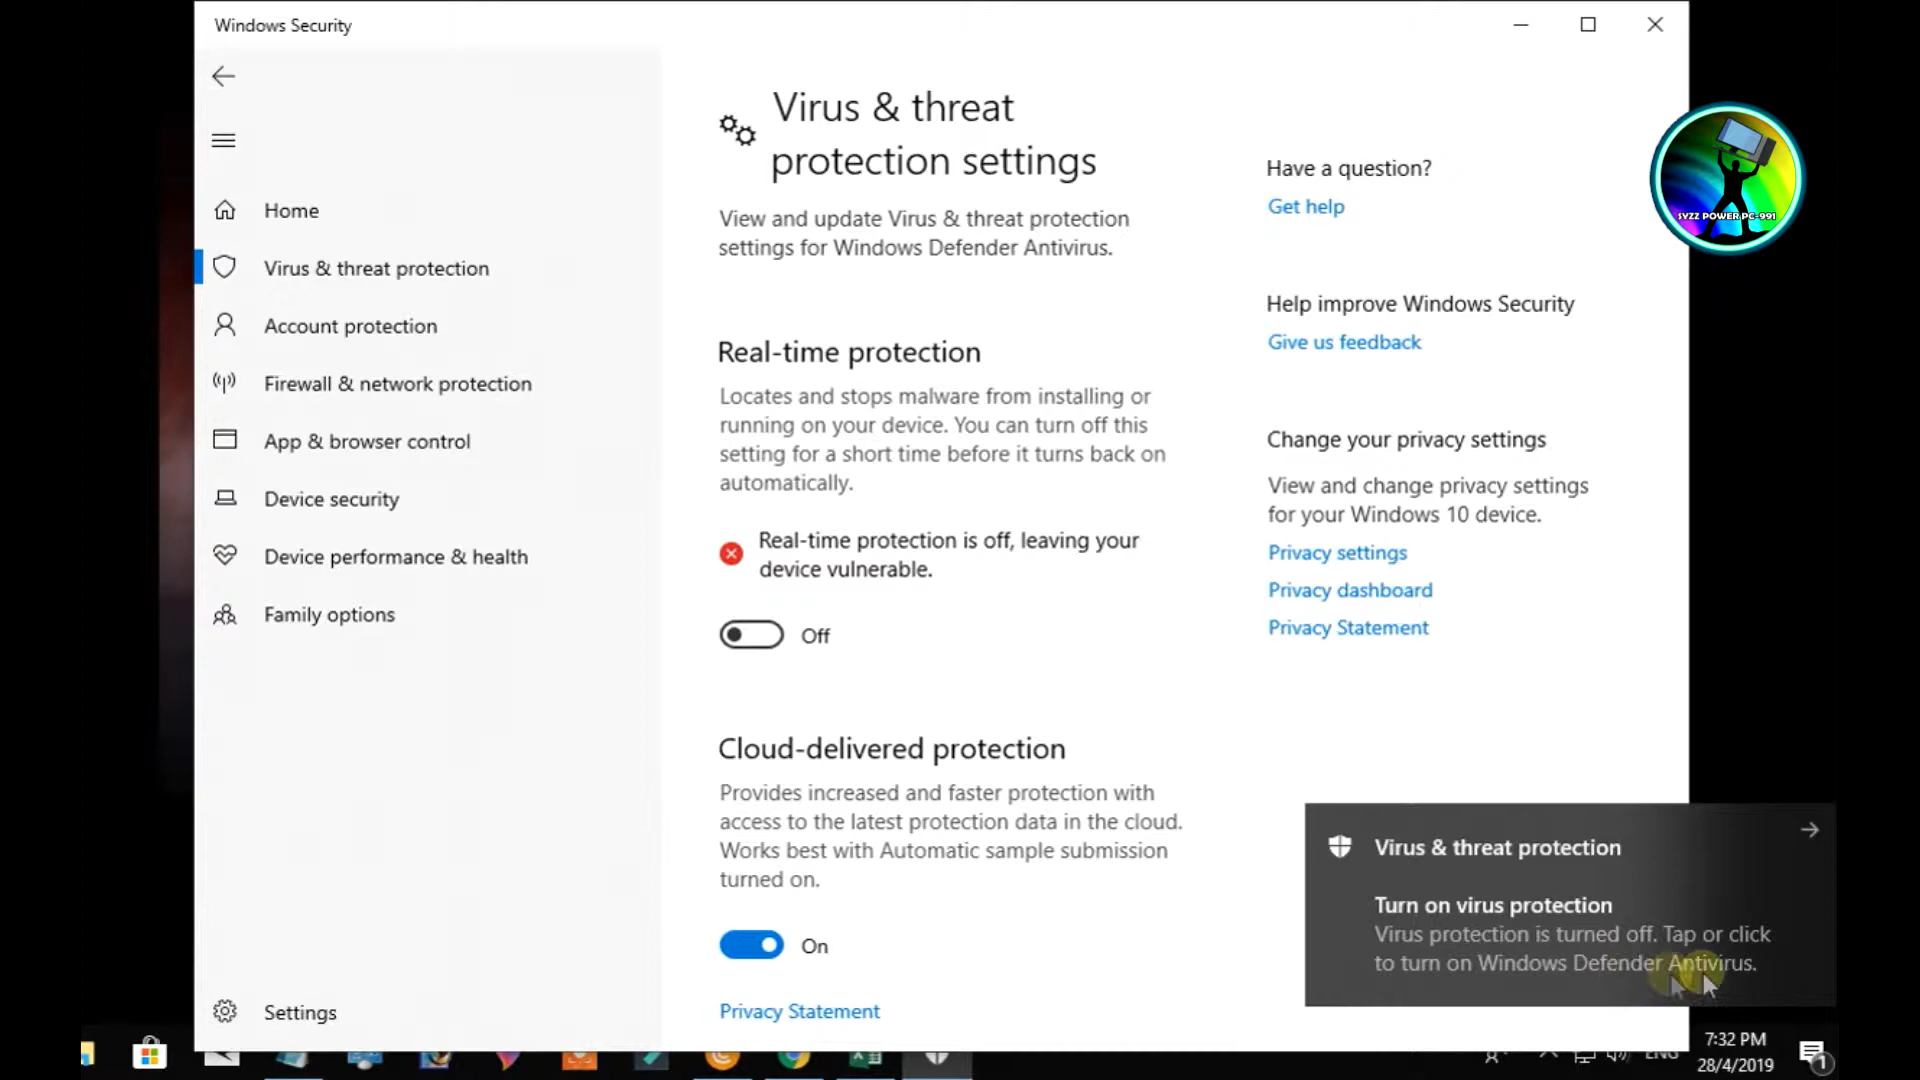 Windows Security
Home
Virus & threat protection
Account protection
Firewall & network protection
App & browser control
Device security
Device performance & health
Family options
Settings
Virus & threat
protection settings
View and update Virus & threat protection
settings for Windows Defender Antivirus.
Real-time protection
Locates and stops malware from installing or
running on your device. You can turn off this
setting for a short time before it turns back on
automatically.
Real-time protection is off, leaving your
device vulnerable.
Off
Cloud-delivered protection
Provides increased and faster protection with
access to the latest protection data in the cloud.
Works best with Automatic sample submission
turned on.
On
Privacy Statement
Have a question?
Get help
Help improve Windows Security
Give us feedback
Change your privacy settings
View and change privacy settings
for your Windows 10 device.
Privacy settings
Privacy dashboard
Privacy Statement
SYZZ POWER PC-991
Virus & threat protection
Turn on virus protection
Virus protection is turned off. Tap or click
to turn on Windows Defender Antivirus.
ENG
7:32 PM
28/4/2019
1